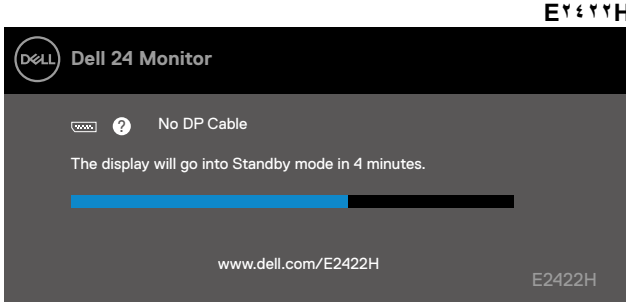 E٢٤٢٢H
DELL Dell 24 Monitor
? No DP Cable
The display will go into Standby mode in 4 minutes.
www.dell.com/E2422H
E2422H